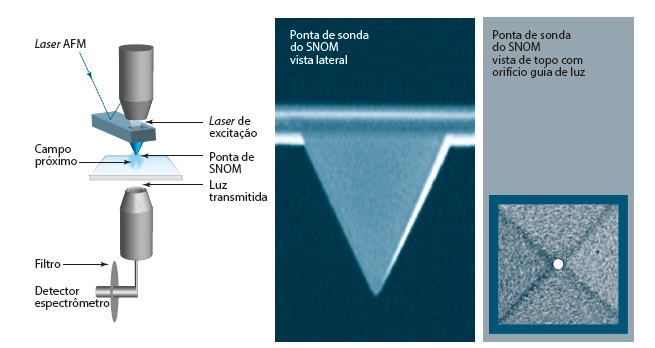 Laser AFM
Laser de
excitação
Campo
próximo
Ponta de
SNOM
Luz
transmitida
Filtro
Detector
espectrômetro
Ponta de sonda
do SNOM
vista lateral
Ponta de sonda
do SNOM
vista de topo com
orifício guia de luz